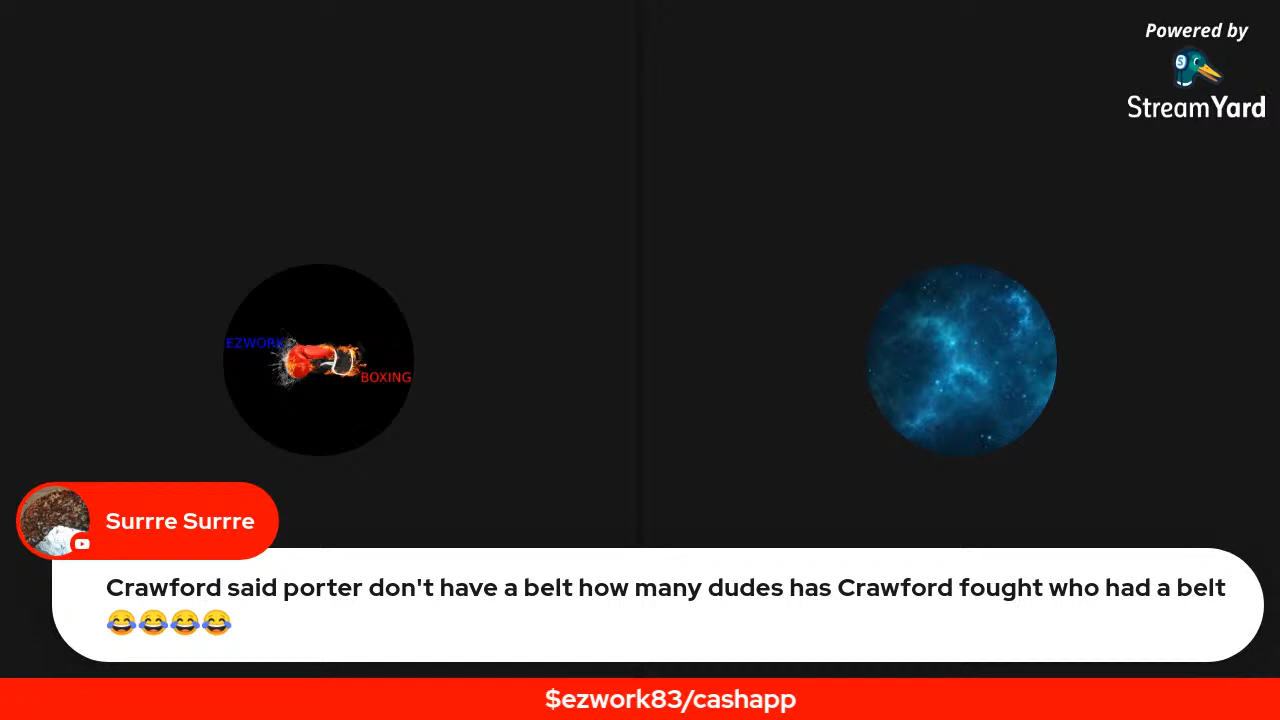 Powered by
StreamYard
EZWORK
BOXING
Surrre Surrre
Crawford said porter don't have a belt how many dudes has Crawford fought who had a belt
😂😂😂😂
$ezwork83/cashapp